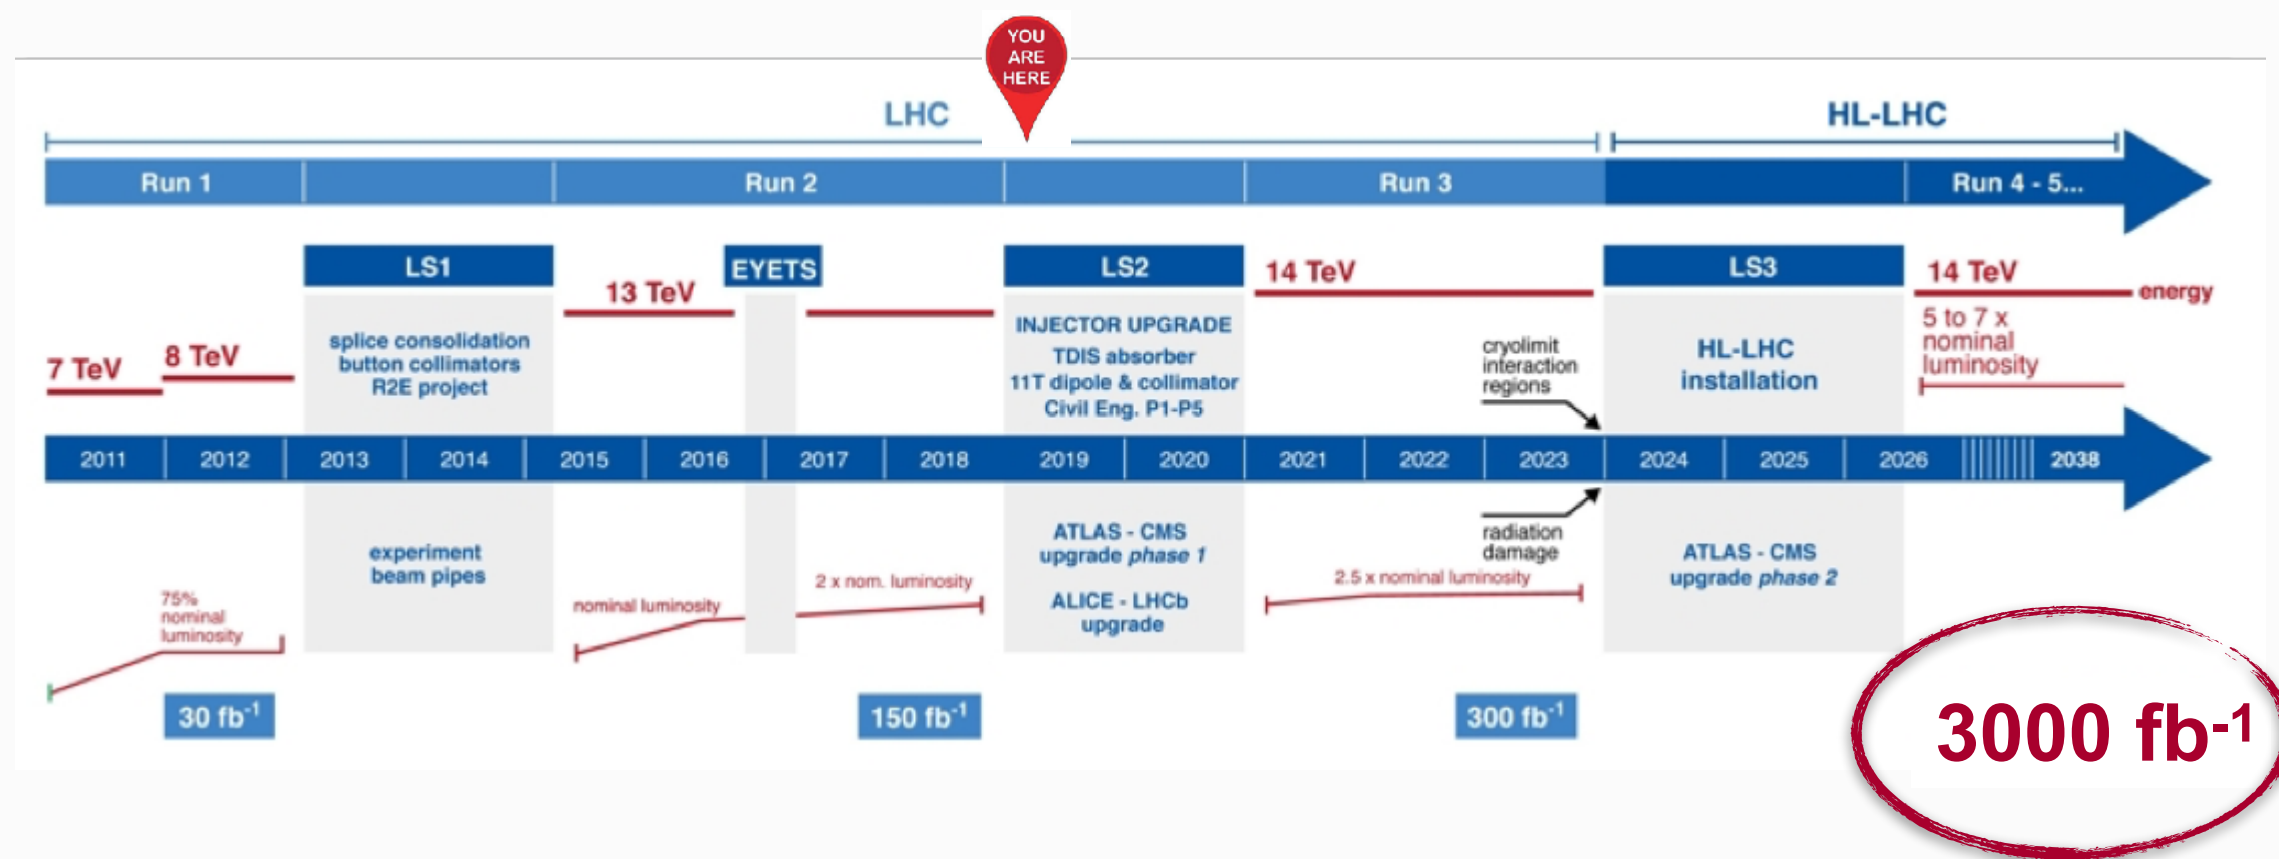 YOU
ARE
HERE
LHC
HL-LHC
Run 1
Run 2
Run 3
Run 4 - 5...
LS1
EYETS
LS2
LS3
7 TeV
8 TeV
13 TeV
14 TeV
14 TeV
energy
splice consolidation
button collimators
R2E project
INJECTOR UPGRADE
TDIS absorber
11T dipole & collimator
Civil Eng. P1-P5
cryolimit
interaction
regions
HL-LHC
installation
5 to 7 x
nominal
luminosity
2011 2012 2013 2014 2015 2016 2017 2018 2019 2020 2021 2022 2023 2024 2025 2026 2038
experiment
beam pipes
ATLAS - CMS
upgrade phase 1
ALICE - LHCb
upgrade
radiation
damage
ATLAS - CMS
upgrade phase 2
75%
nominal
luminosity
nominal luminosity
2 x nom. luminosity
2.5 x nominal luminosity
30 fb⁻¹
150 fb⁻¹
300 fb⁻¹
3000 fb⁻¹